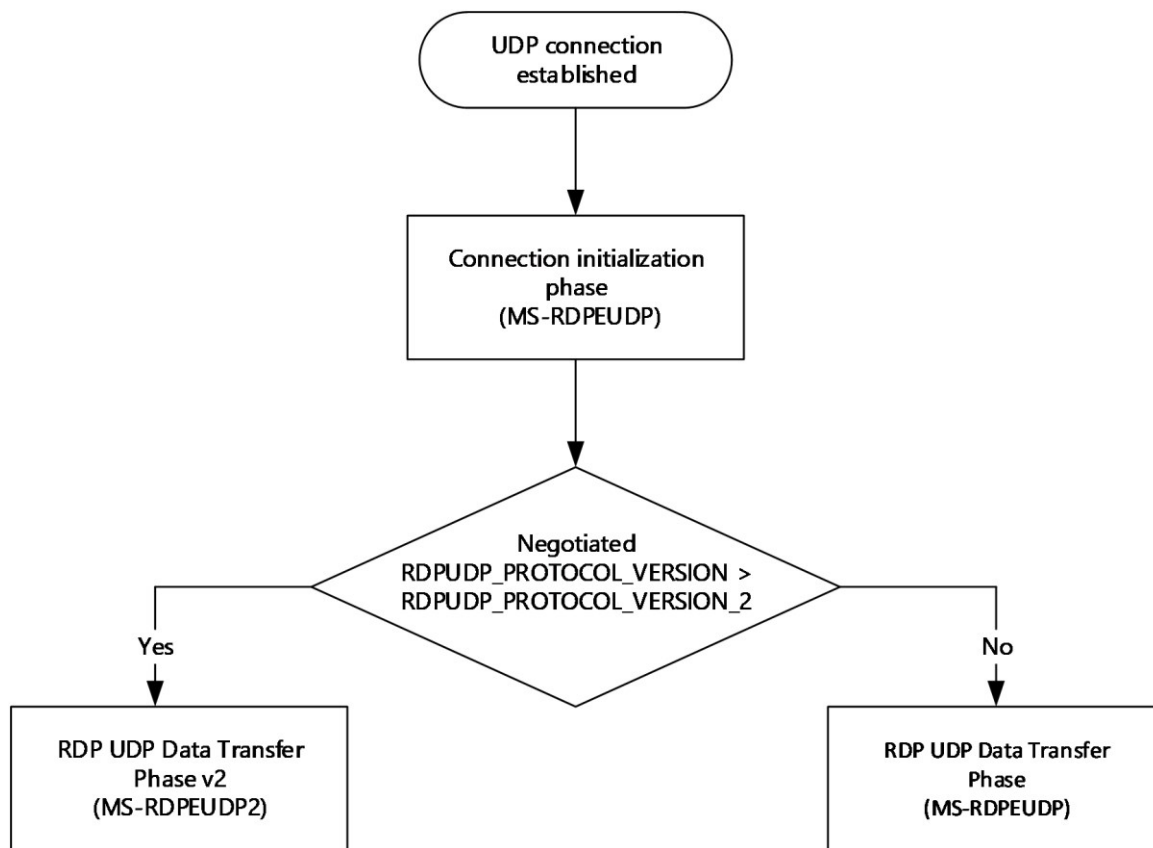 UDP connection
established
Connection initialization
phase
(MS-RDPEUDP)
Negotiated
RDPUDP_PROTOCOL_VERSION >
RDPUDP_PROTOCOL_VERSION_2
Yes
No
RDP UDP Data Transfer
Phase v2
(MS-RDPEUDP2)
RDP UDP Data Transfer
Phase
(MS-RDPEUDP)